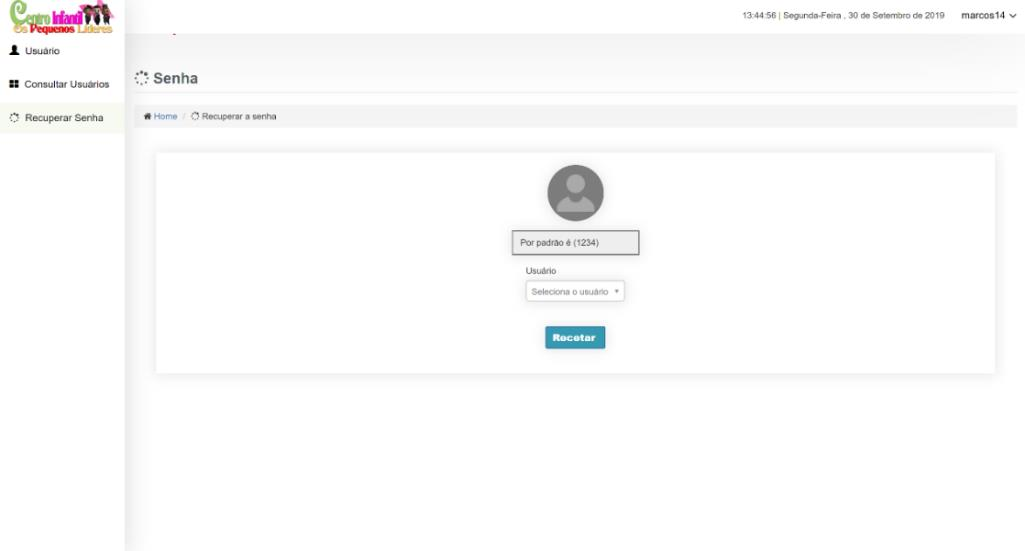 Centro Infantil
Os Pequenos Lideres
13:44:56 | Segunda-Feira , 30 de Setembro de 2019
marcos14
Usuário
Consultar Usuários
Recuperar Senha
Senha
Home / Recuperar a senha
Por padrão é (1234)
Usuário
Seleciona o usuário
Recetar